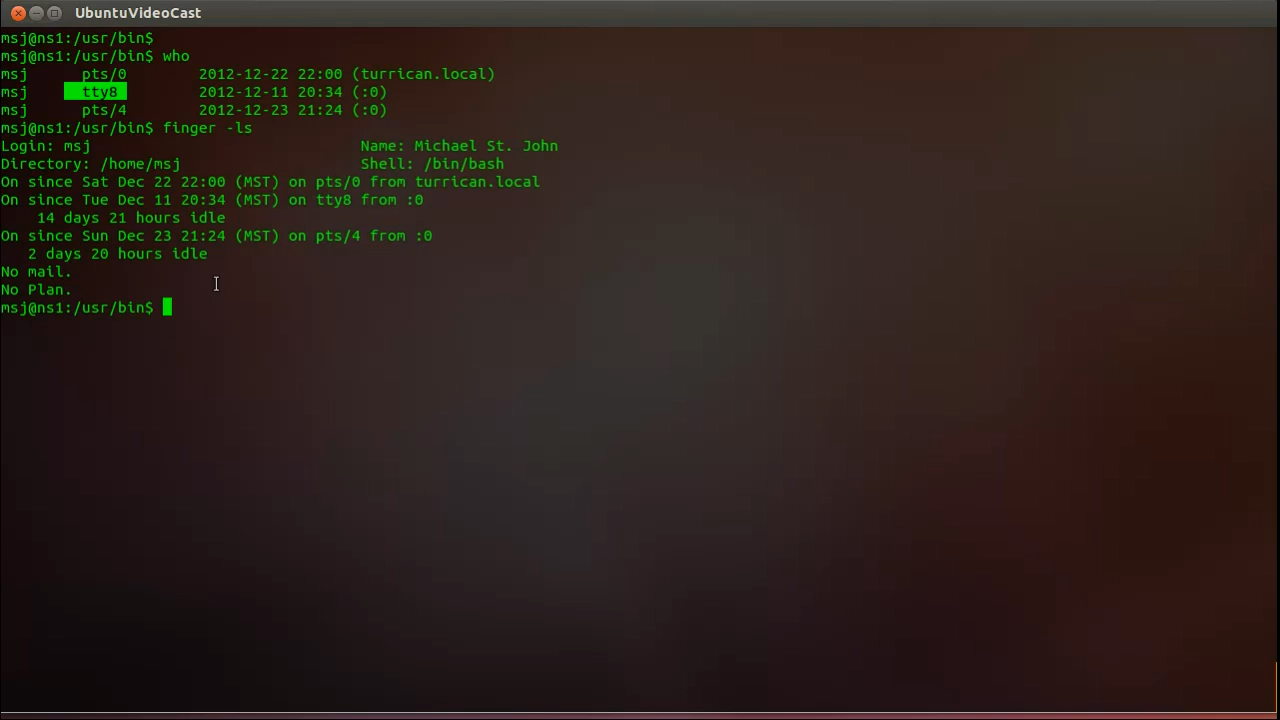 UbuntuVideoCast
msj@ns1:/usr/bin$
msj@ns1:/usr/bin$ who
msj      pts/0        2012-12-22 22:00 (turrican.local)
msj      tty8         2012-12-11 20:34 (:0)
msj      pts/4        2012-12-23 21:24 (:0)
msj@ns1:/usr/bin$ finger -ls
Login: msj                              Name: Michael St. John
Directory: /home/msj                    Shell: /bin/bash
On since Sat Dec 22 22:00 (MST) on pts/0 from turrican.local
On since Tue Dec 11 20:34 (MST) on tty8 from :0
    14 days 21 hours idle
On since Sun Dec 23 21:24 (MST) on pts/4 from :0
   2 days 20 hours idle
No mail.
No Plan.
msj@ns1:/usr/bin$